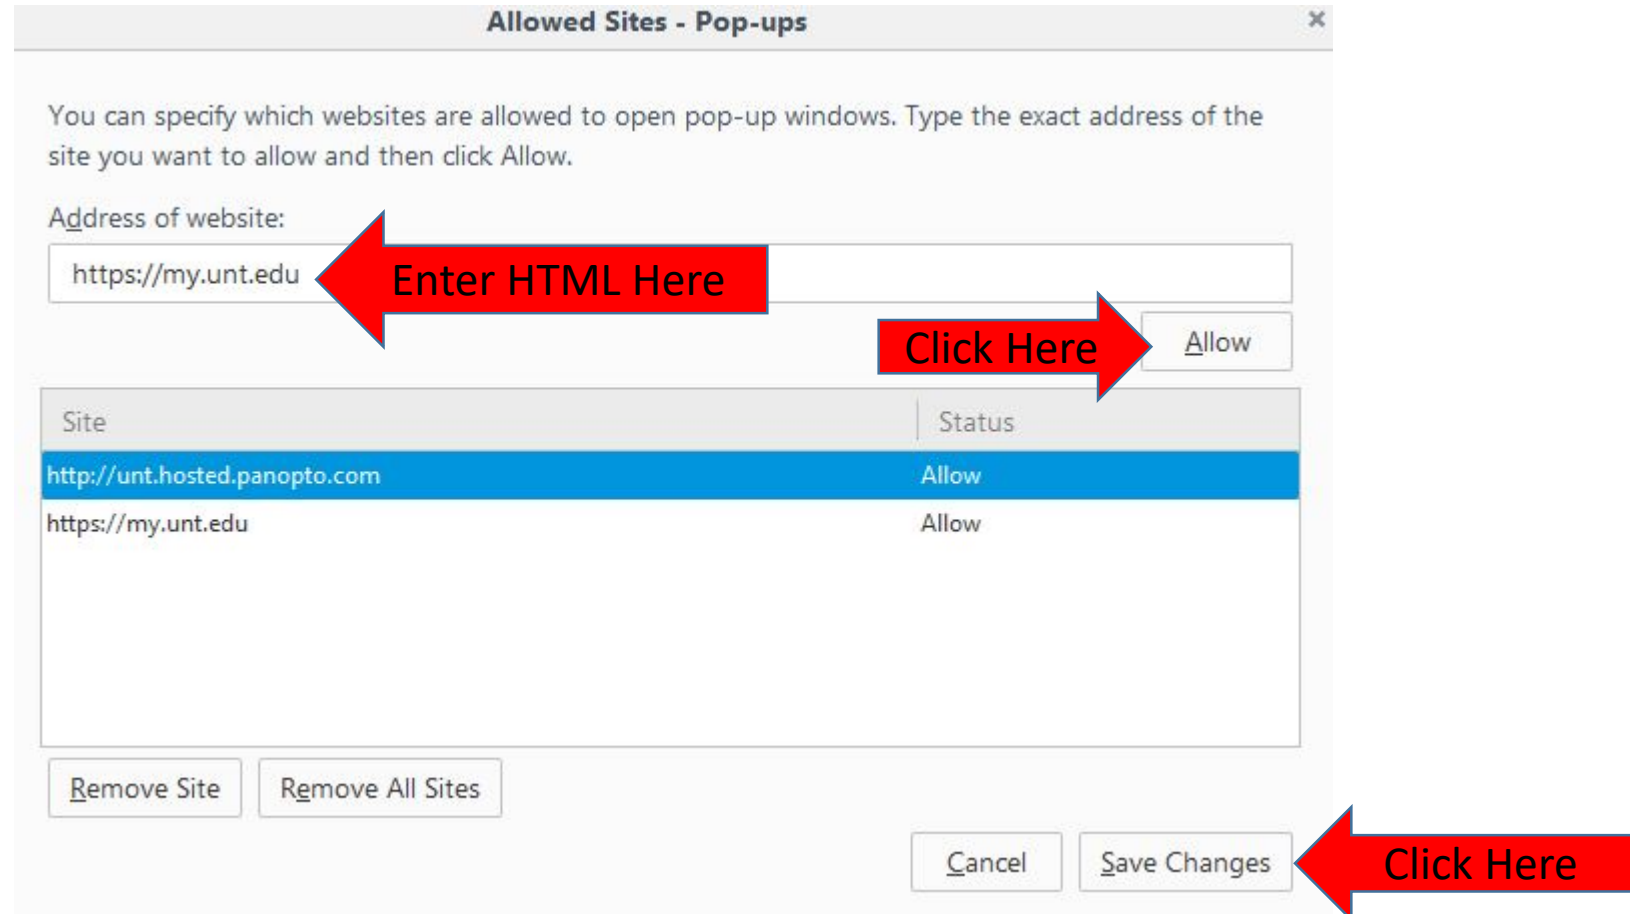 Allowed Sites - Pop-ups
You can specify which websites are allowed to open pop-up windows. Type the exact address of the
site you want to allow and then click Allow.
Address of website:
https://my.unt.edu
Enter HTML Here
Click Here
Allow
Site Status
http://unt.hosted.panopto.com Allow
https://my.unt.edu Allow
Remove Site Remove All Sites
Cancel Save Changes Click Here